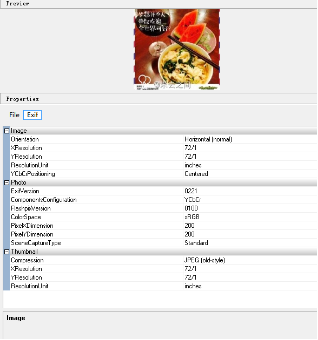 Preview
Properties
File Exif
Image
Orientation Horizontal (normal)
XResolution 72/1
YResolution 72/1
ResolutionUnit inches
YCbCrPositioning Centered
Photo
ExifVersion 0221
ComponentsConfiguration YCbCr
FlashpixVersion 0100
ColorSpace sRGB
PixelXDimension 200
PixelYDimension 200
SceneCaptureType Standard
Thumbnail
Compression JPEG (old-style)
XResolution 72/1
YResolution 72/1
ResolutionUnit inches
Image